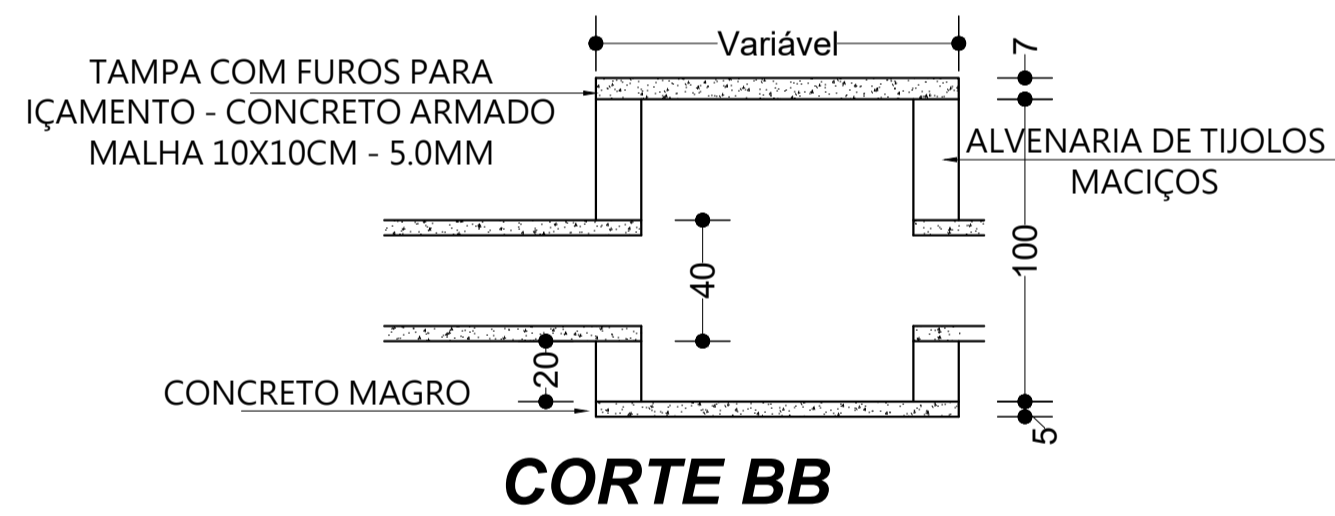 Variável
7
TAMPA COM FUROS PARA
IÇAMENTO - CONCRETO ARMADO
MALHA 10X10CM - 5.0MM
ALVENARIA DE TIJOLOS
MACIÇOS
40
100
20
CONCRETO MAGRO
5
CORTE BB